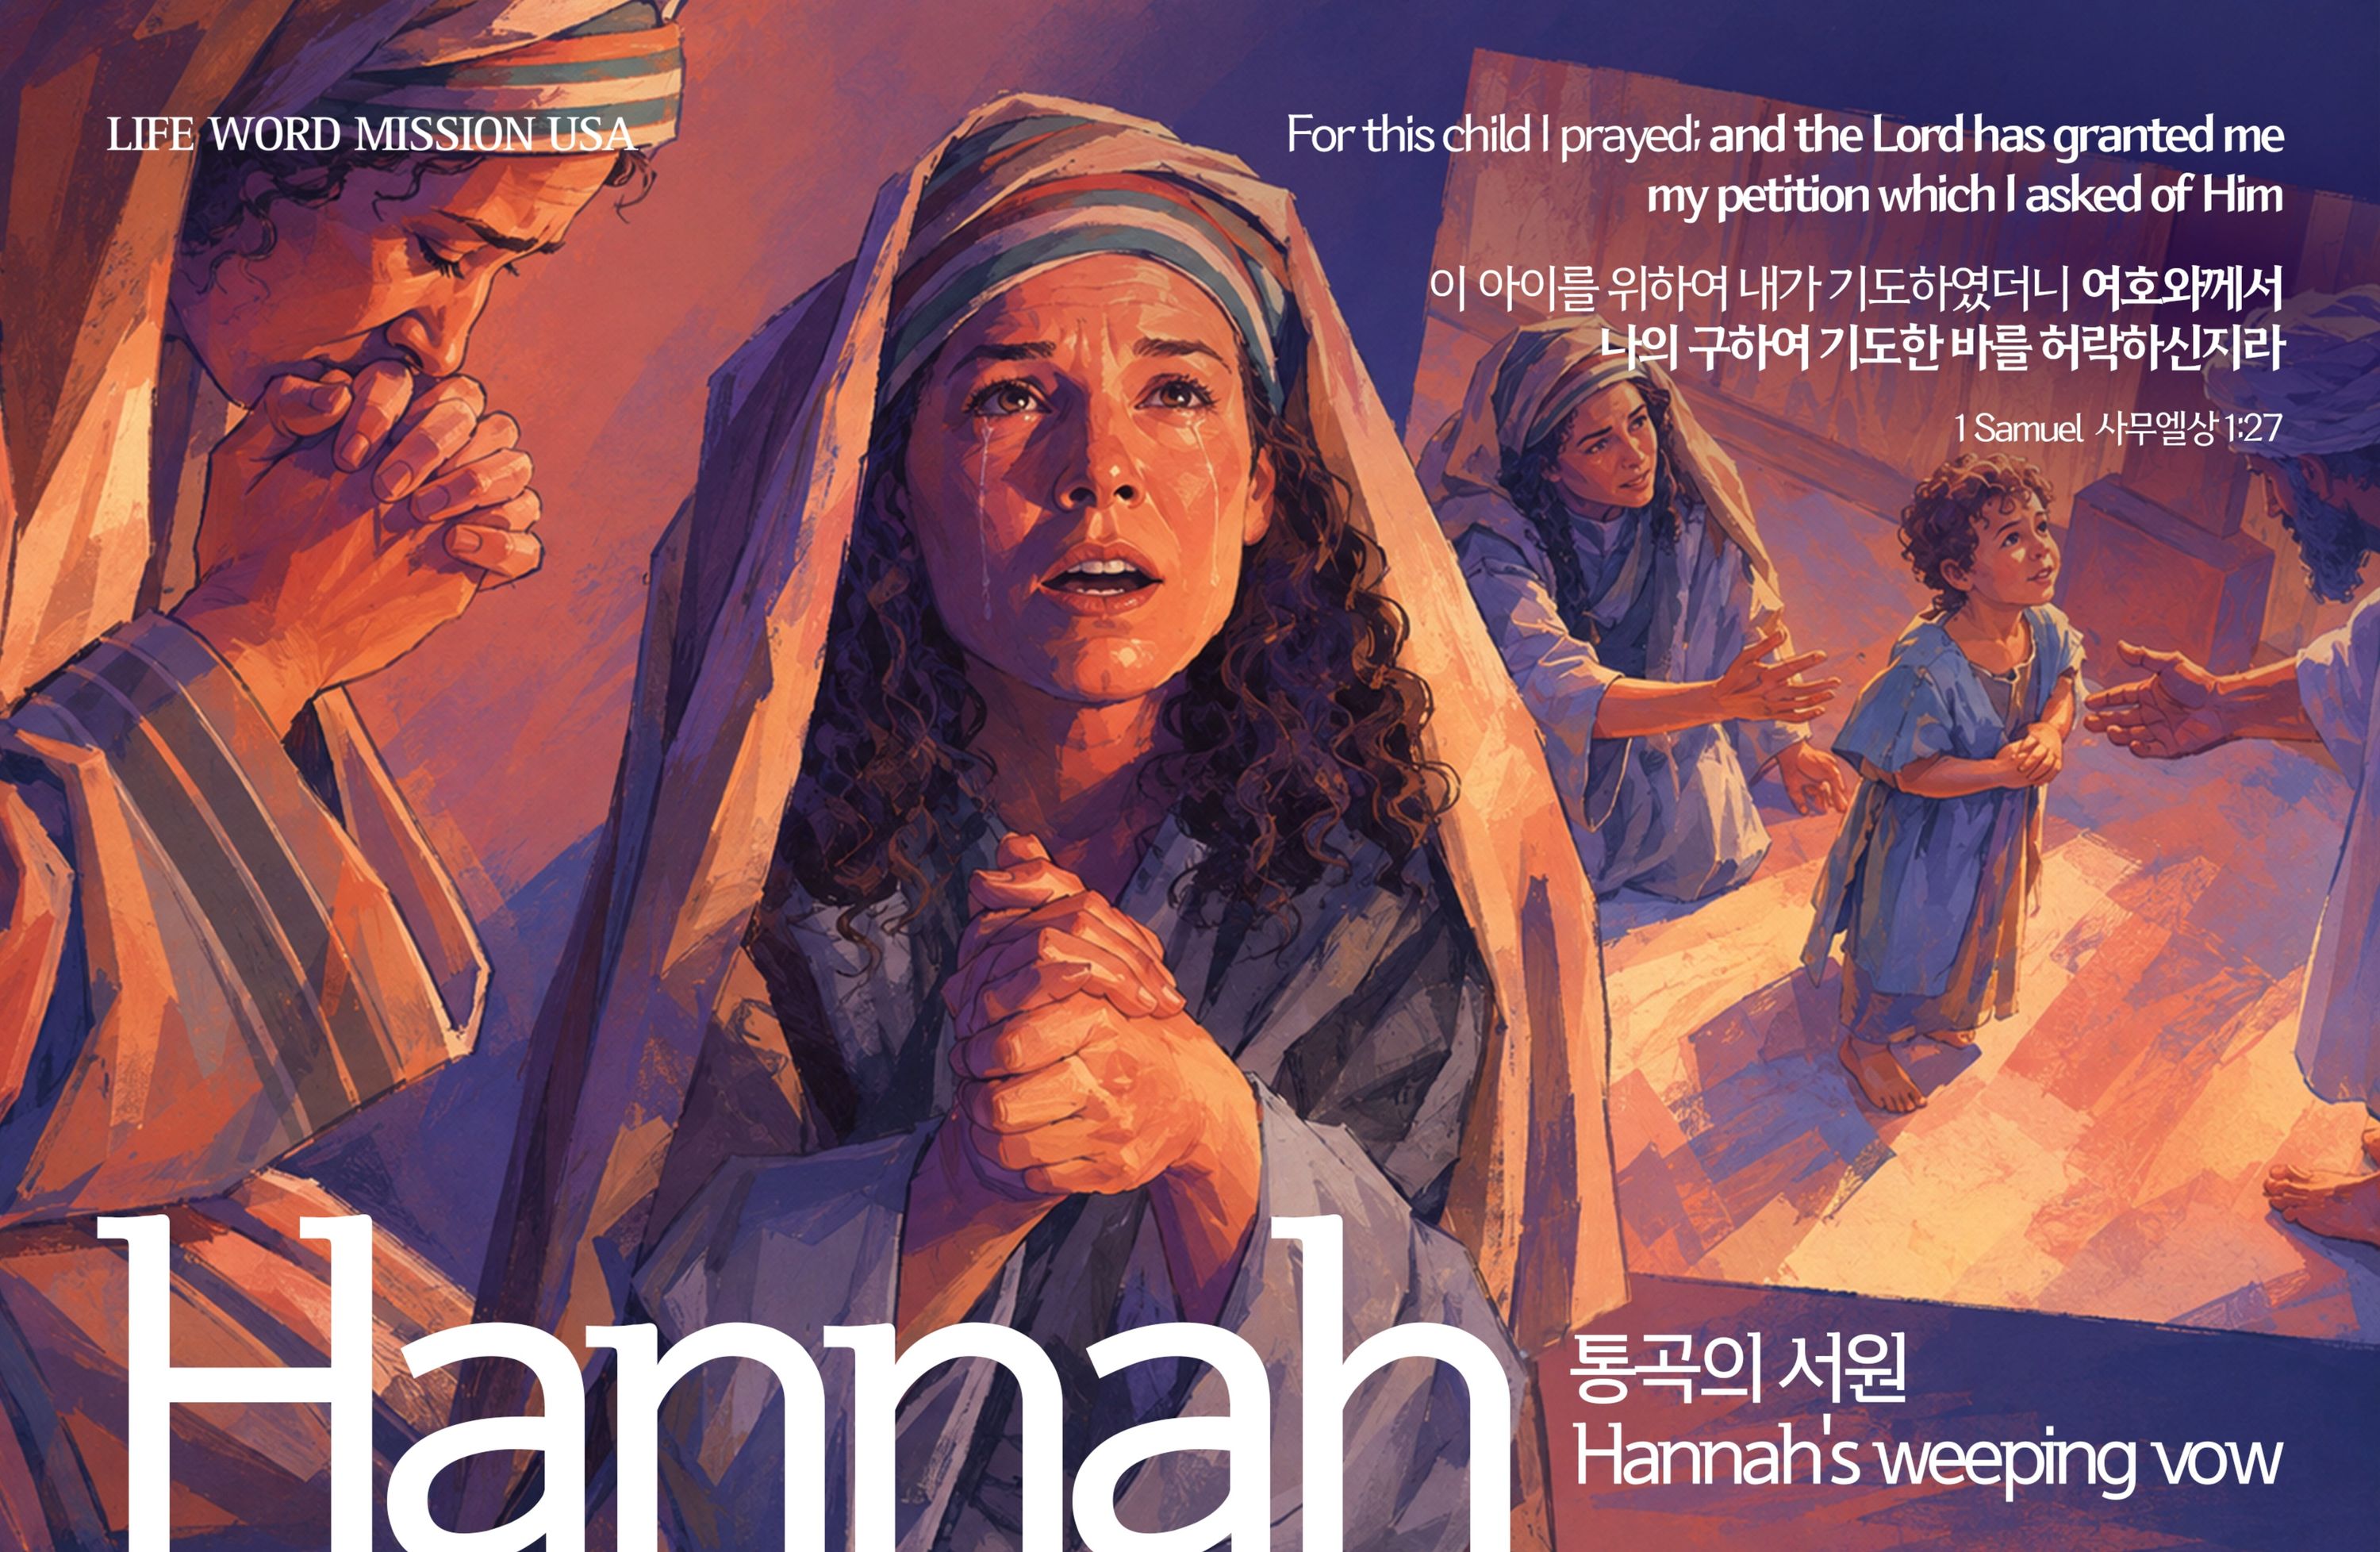 LIFE WORD MISSION USA
For this child I prayed; and the Lord has granted me
my petition which I asked of Him
이 아이를 위하여 내가 기도하였더니 여호와께서
나의 구하여 기도한 바를 허락하신지라
1 Samuel 사무엘상 1:27
Hannah
통곡의 서원
Hannah's weeping vow